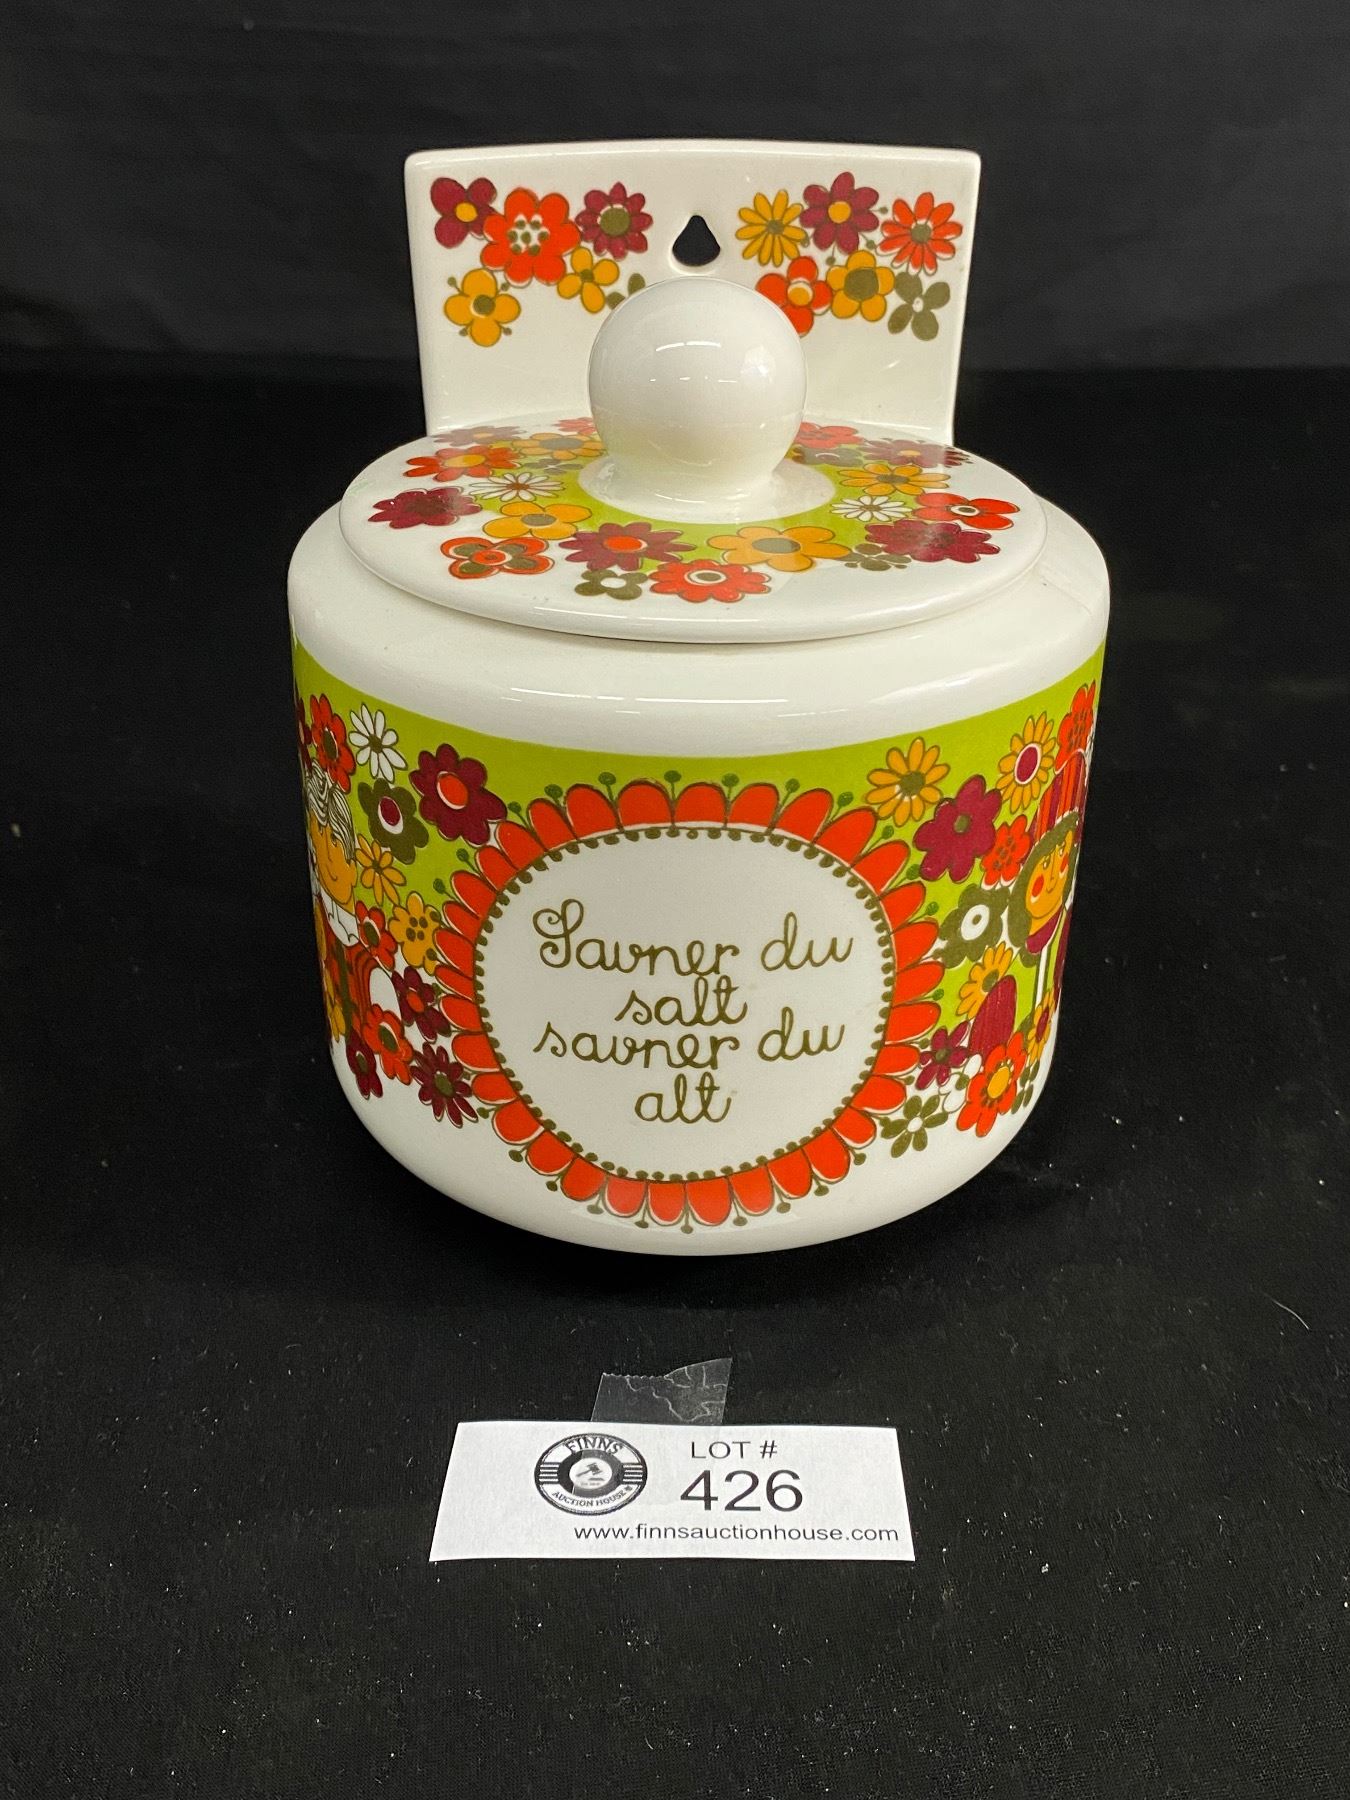 Savner du
salt
savner du
alt
FINNS
AUCTION HOUSE
LOT #
426
www.finnsauctionhouse.com